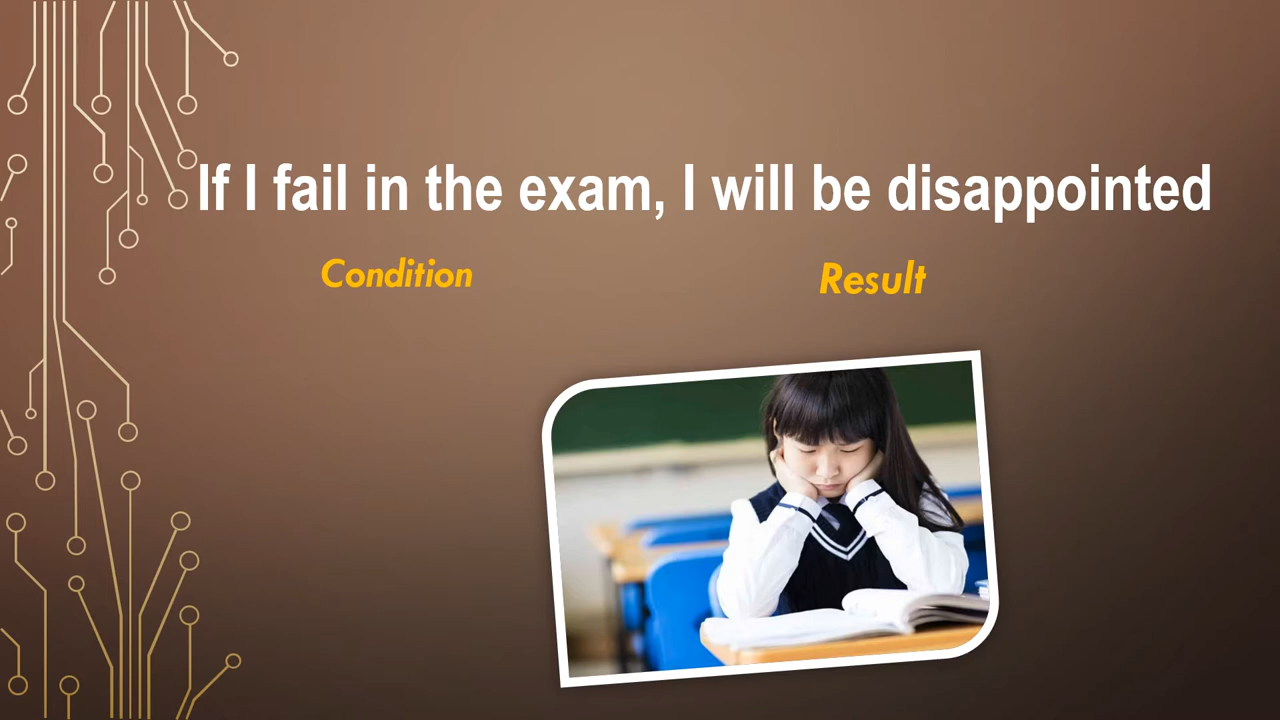 If I fail in the exam, I will be disappointed
Condition
Result